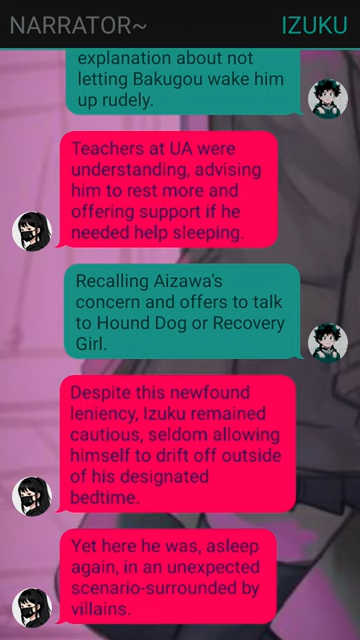 NARRATOR~ IZUKU
explanation about not
letting Bakugou wake him
up rudely.
Teachers at UA were
understanding, advising
him to rest more and
offering support if he
needed help sleeping.
Recalling Aizawa's
concern and offers to talk
to Hound Dog or Recovery
Girl.
Despite this newfound
leniency, Izuku remained
cautious, seldom allowing
himself to drift off outside
of his designated
bedtime.
Yet here he was, asleep
again, in an unexpected
scenario-surrounded by
villains.